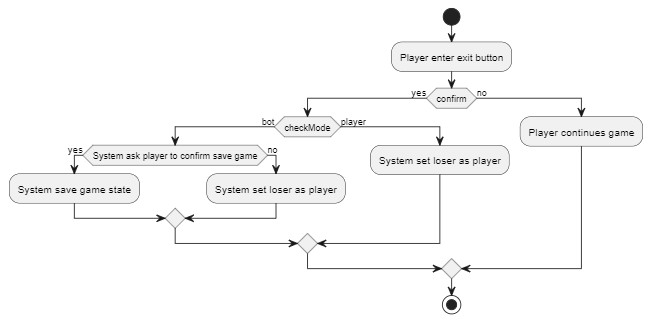 Player enter exit button
yes
confirm
no
bot
checkMode
player
Player continues game
yes
System ask player to confirm save game
no
System set loser as player
System save game state
System set loser as player